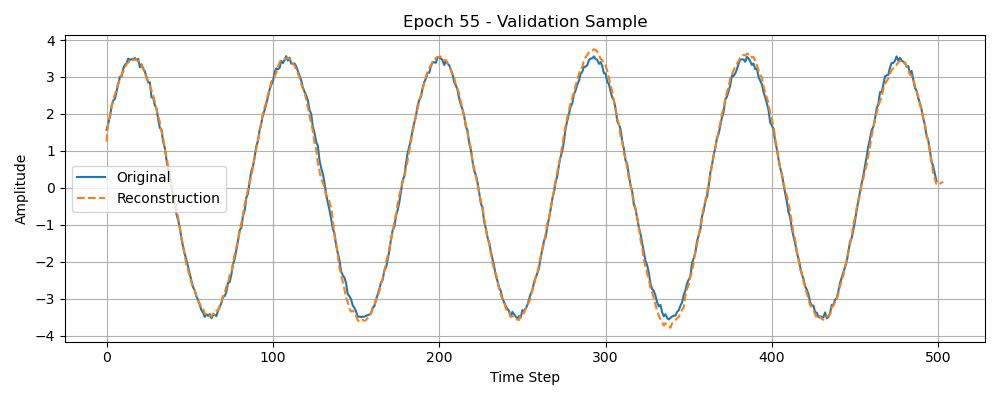 Epoch 55 - Validation Sample
4
3
2
1
0
−1
−2
−3
−4
Amplitude
Original
Reconstruction
0 100 200 300 400 500
Time Step